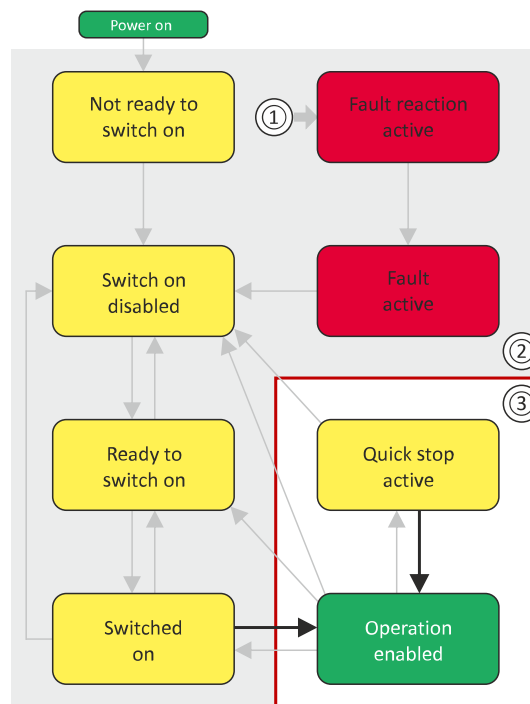 Power on
Not ready to
switch on
①
Fault reaction
active
Switch on
disabled
Fault
active
②
③
Ready to
switch on
Quick stop
active
Switched
on
Operation
enabled